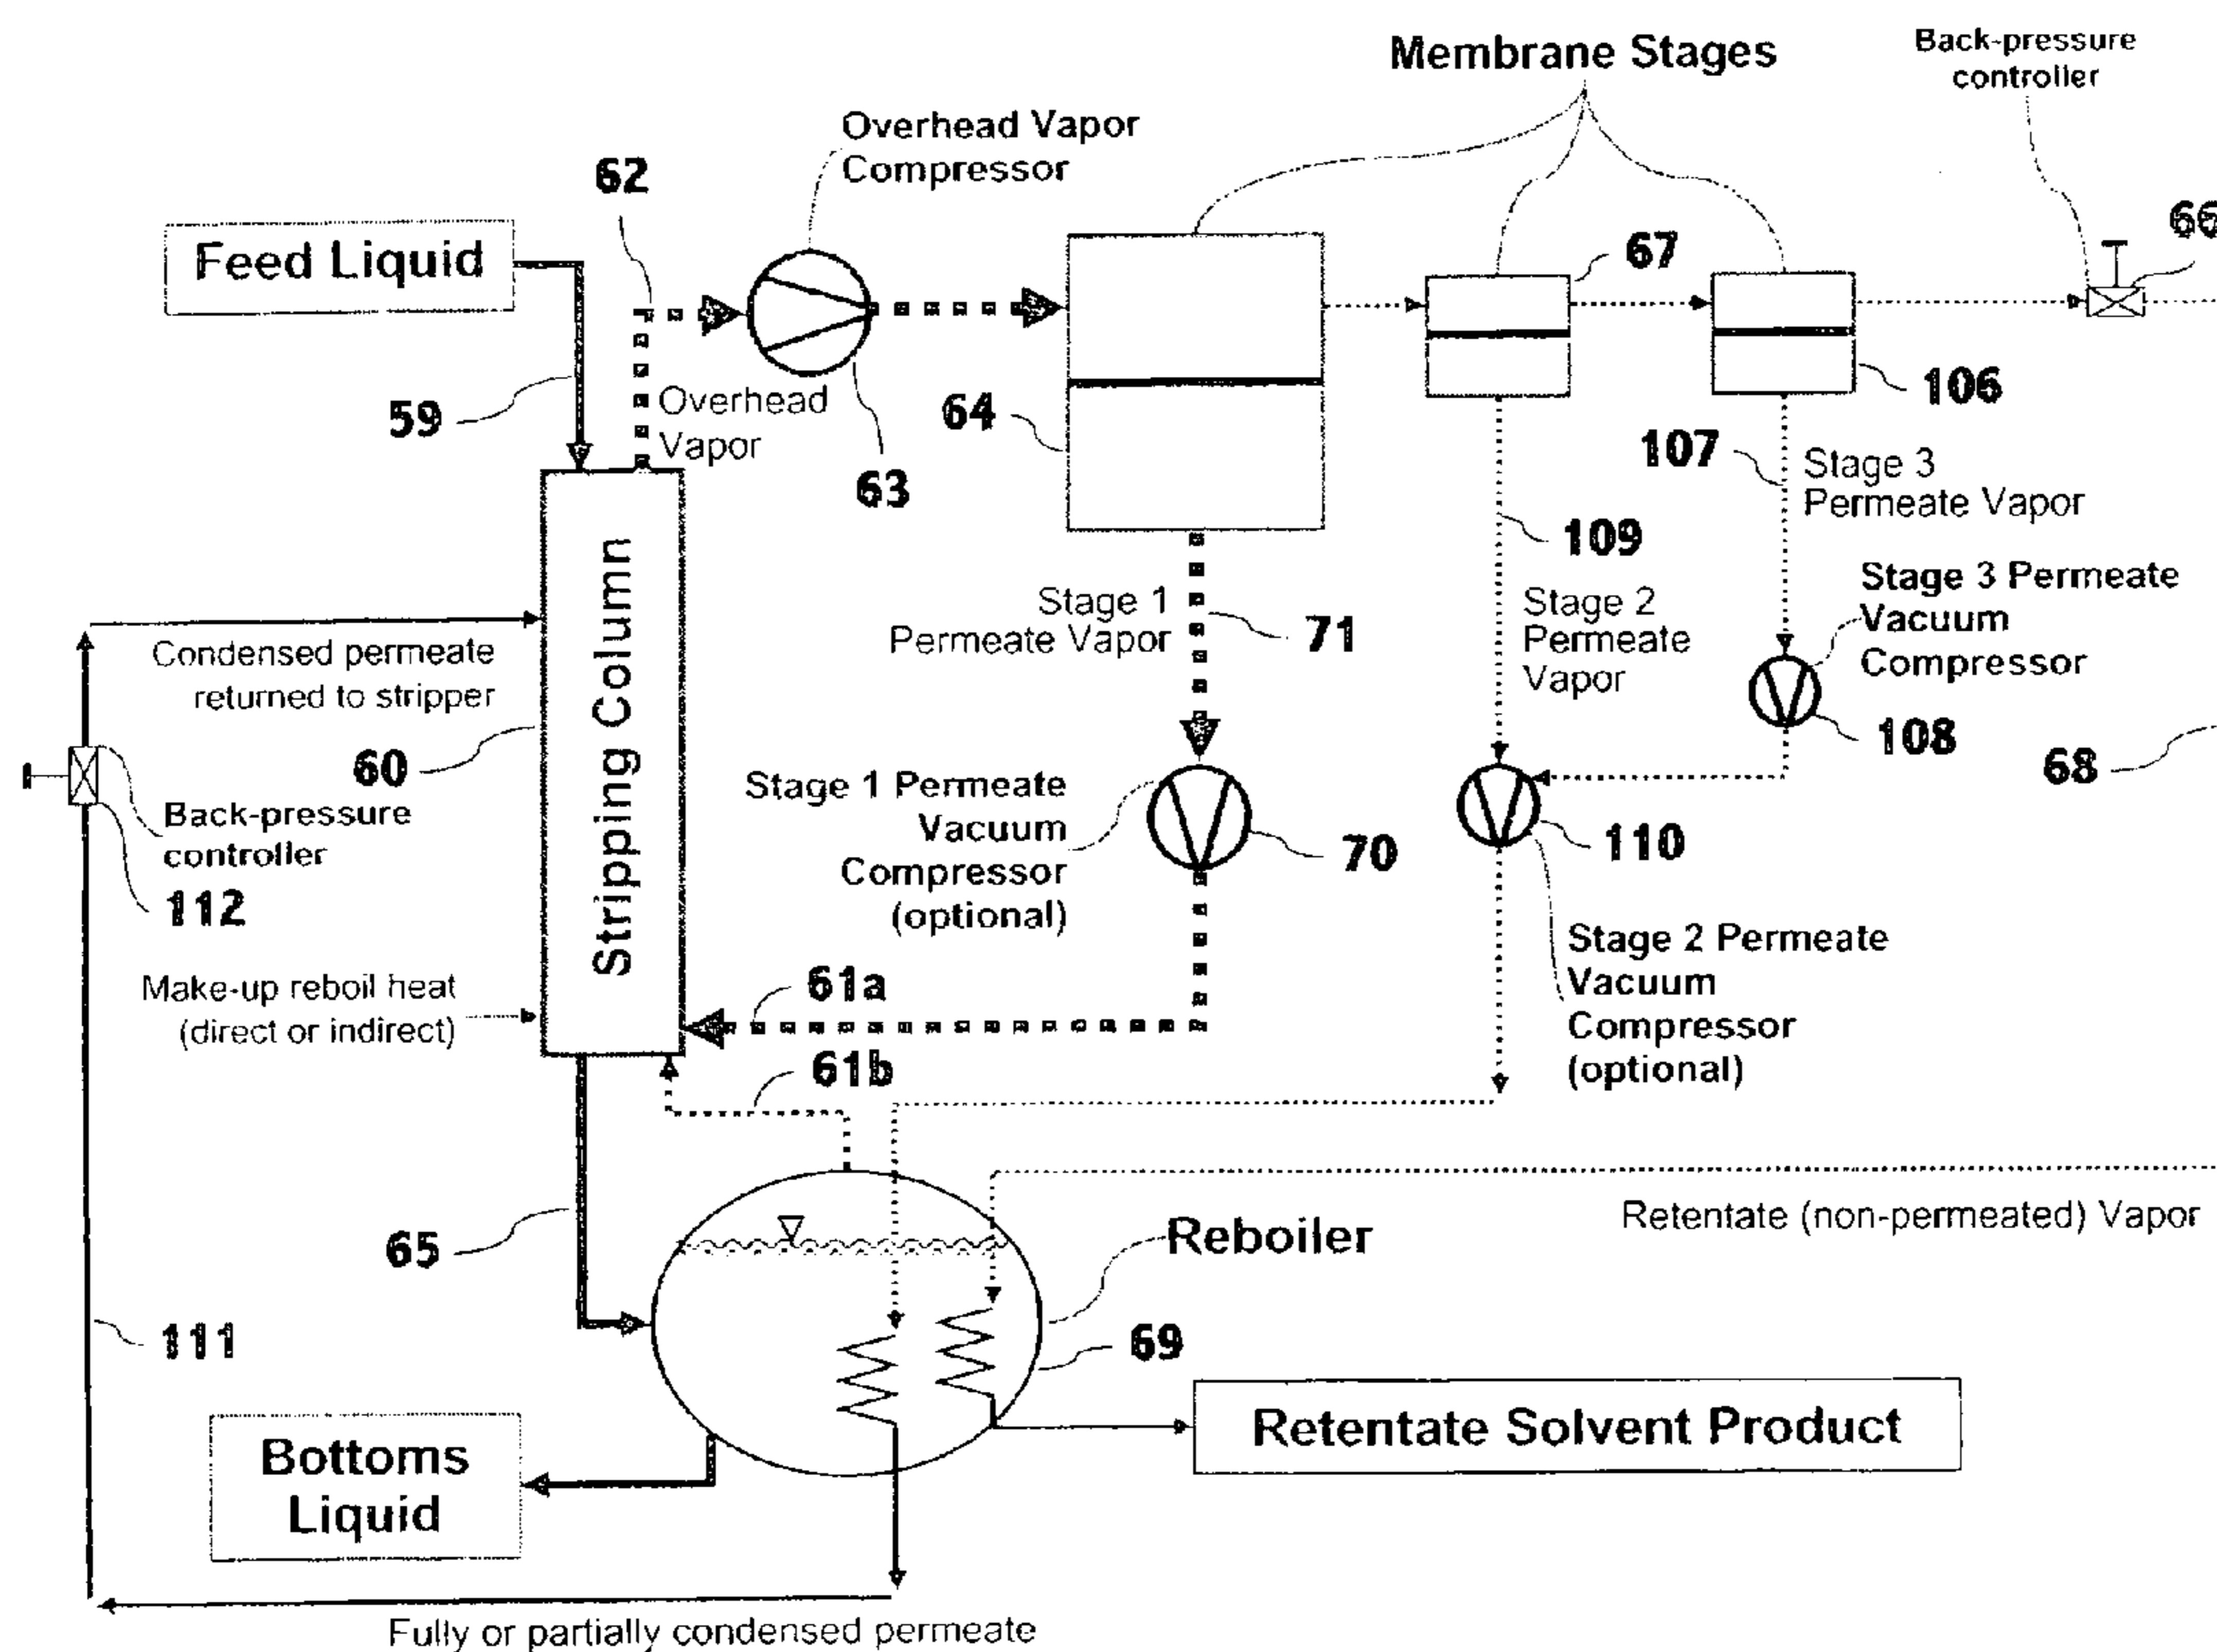 Membrane Stages
Back-pressure
controller
Overhead Vapor
Compressor
62
66
67
Feed Liquid
59
Overhead
Vapor
63
64
106
107
Stage 3
Permeate Vapor
109
Stage 3 Permeate
Vacuum
Compressor
108
68
Stage 1
Permeate Vapor
71
Stage 2
Permeate
Vapor
Condensed permeate
returned to stripper
60
Stripping Column
Back-pressure
controller
112
Stage 1 Permeate
Vacuum
Compressor
(optional)
70
110
Stage 2 Permeate
Vacuum
Compressor
(optional)
Make-up reboil heat
(direct or indirect)
61a
61b
65
Reboiler
Retentate (non-permeated) Vapor
111
69
Bottoms
Liquid
Retentate Solvent Product
Fully or partially condensed permeate